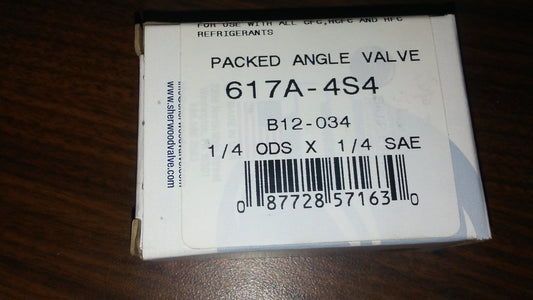 FOR USE WITH ALL CFC,HCFC AND HFC
REFRIGERANTS
PACKED ANGLE VALVE
617A-4S4
B12-034
1/4 ODS X 1/4 SAE
0 87728 57163 0
www.sherwoodvalve.com